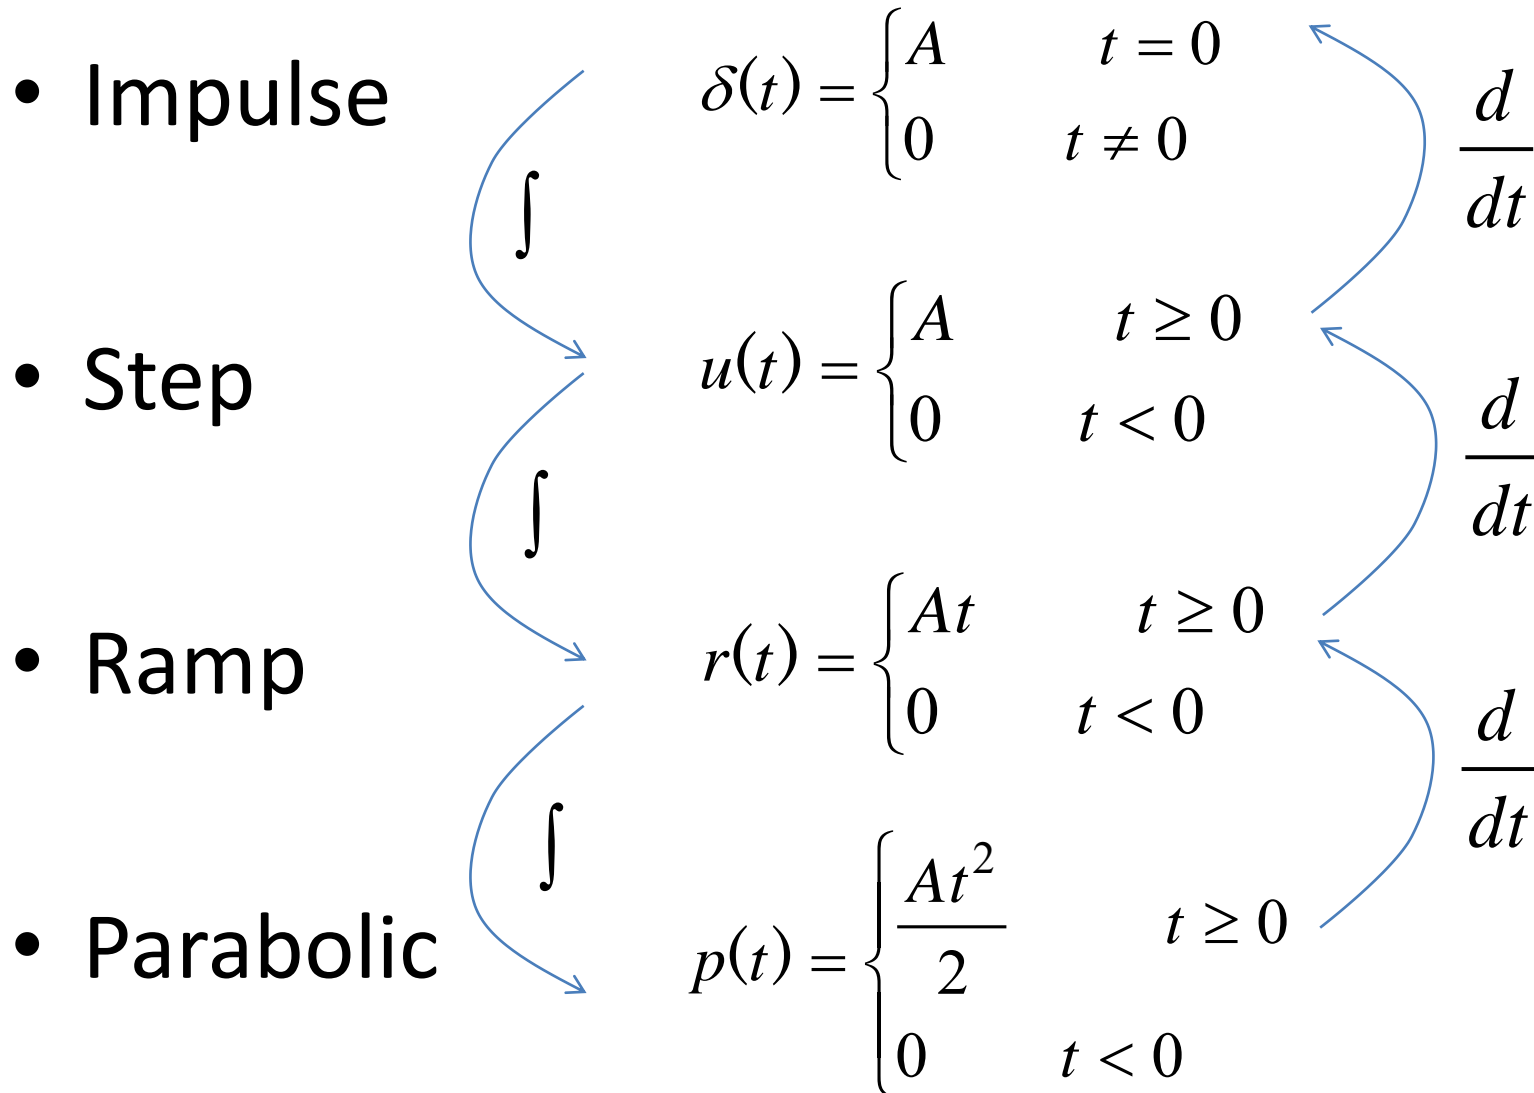 • Impulse δ(t) = { A t = 0
0 t ≠ 0
∫ d/dt
• Step u(t) = { A t ≥ 0
0 t < 0
∫ d/dt
• Ramp r(t) = { At t ≥ 0
0 t < 0
∫ d/dt
• Parabolic p(t) = { At²/2 t ≥ 0
0 t < 0